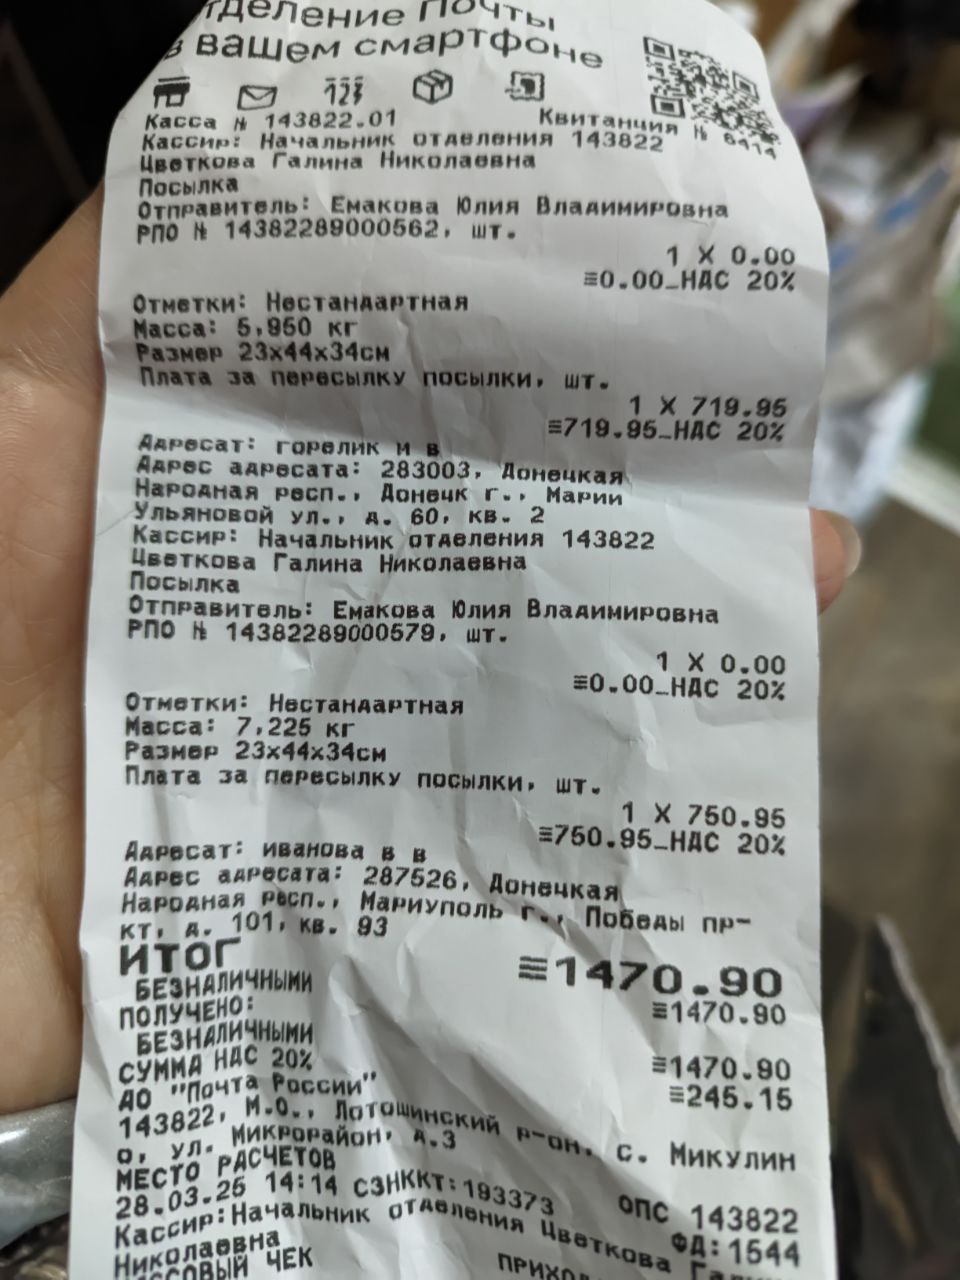 тделение Почты
в вашем смартфоне
123
Касса № 143822.01 Квитанция № 6414
Кассир: Начальник отделения 143822
Цветкова Галина Николаевна
Посылка
Отправитель: Емакова Юлия Владимировна
РПО № 14382289000562, шт.
1 X 0.00
≡0.00_НДС 20%
Отметки: Нестандартная
Масса: 5,950 кг
Размер 23x44x34см
Плата за пересылку посылки, шт.
1 X 719.95
≡719.95_НДС 20%
Адресат: горелик и в
Адрес адресата: 283003, Донецкая
Народная респ., Донецк г., Марии
Ульяновой ул., д. 60, кв. 2
Кассир: Начальник отделения 143822
Цветкова Галина Николаевна
Посылка
Отправитель: Емакова Юлия Владимировна
РПО № 14382289000579, шт.
1 X 0.00
≡0.00_НДС 20%
Отметки: Нестандартная
Масса: 7,225 кг
Размер 23x44x34см
Плата за пересылку посылки, шт.
1 X 750.95
≡750.95_НДС 20%
Адресат: иванова в в
Адрес адресата: 287526, Донецкая
Народная респ., Мариуполь г., Победы пр-
кт, д. 101, кв. 93
ИТОГ ≡1470.90
БЕЗНАЛИЧНЫМИ ≡1470.90
ПОЛУЧЕНО:
БЕЗНАЛИЧНЫМИ ≡1470.90
СУММА НДС 20% ≡245.15
АО "Почта России"
143822, М.О., Лотошинский р-он, с. Микулин
о, ул. Микрорайон, д.3
МЕСТО РАСЧЕТОВ ОПС 143822
28.03.25 14:14 СЗНККТ:193373 ФД:1544
Кассир:Начальник отделения Цветкова
Николаевна
ССОВЫЙ ЧЕК ПРИХОД